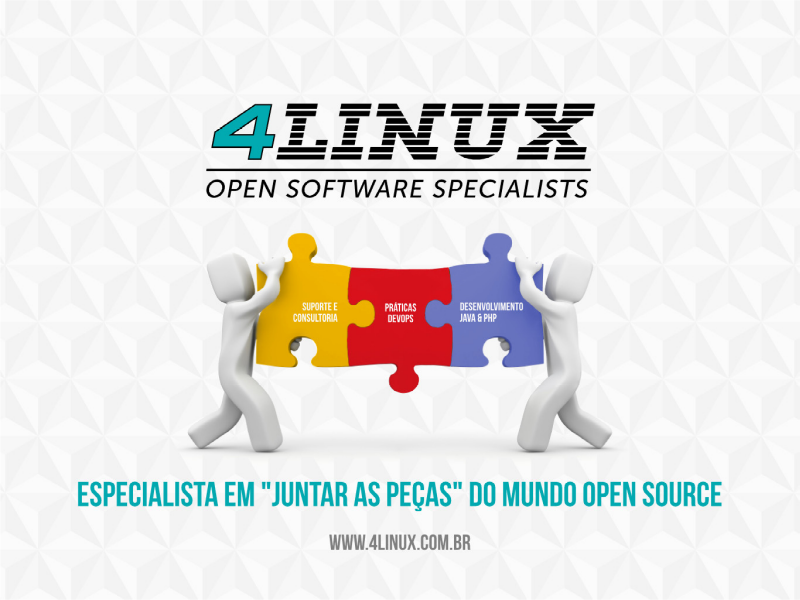 4LINUX
OPEN SOFTWARE SPECIALISTS
SUPORTE E
CONSULTORIA
PRÁTICAS
DEVOPS
DESENVOLVIMENTO
JAVA & PHP
ESPECIALISTA EM "JUNTAR AS PEÇAS" DO MUNDO OPEN SOURCE
WWW.4LINUX.COM.BR